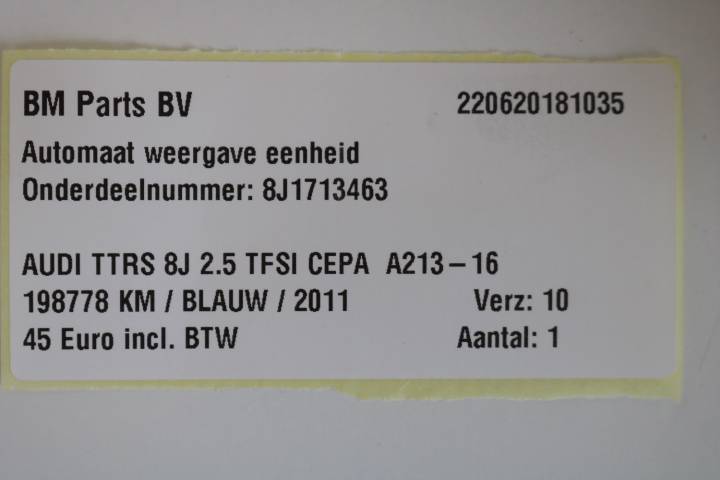 BM Parts BV 220620181035
Automaat weergave eenheid
Onderdeelnummer: 8J1713463
AUDI TTRS 8J 2.5 TFSI CEPA A213-16
198778 KM / BLAUW / 2011 Verz: 10
45 Euro incl. BTW Aantal: 1